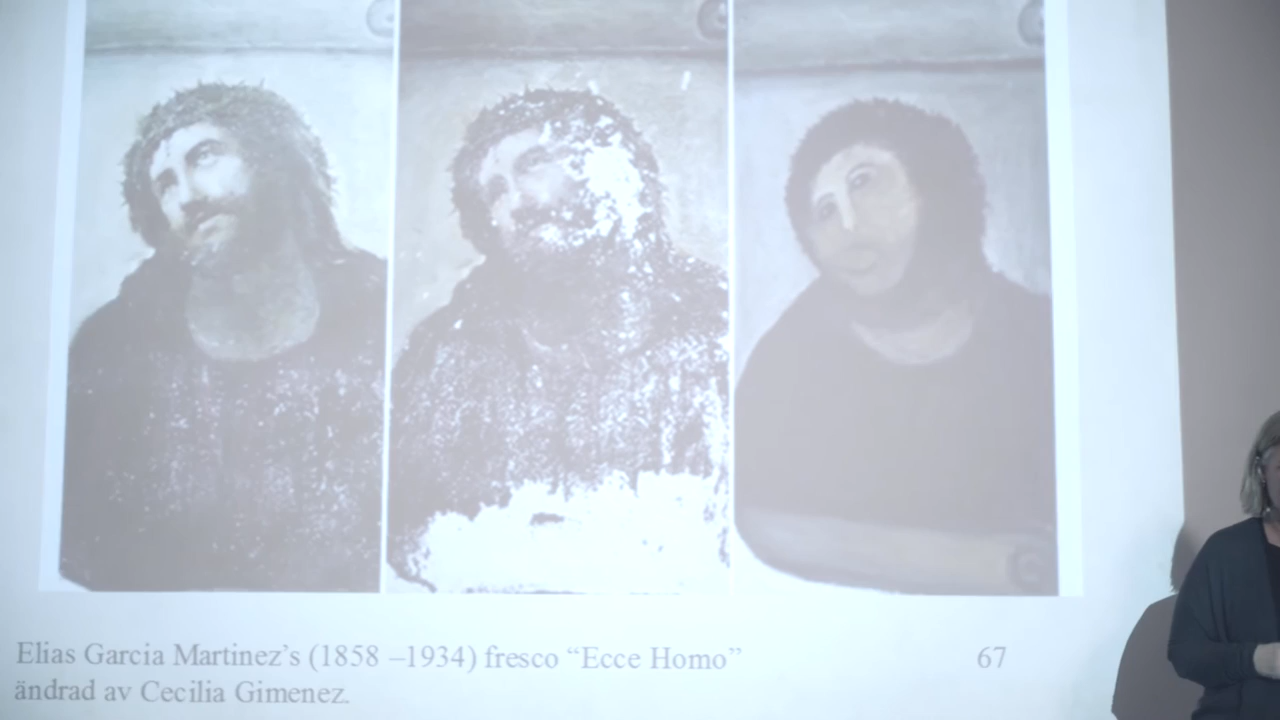 Elias Garcia Martinez’s (1858 –1934) fresco “Ecce Homo”
ändrad av Cecilia Gimenez.
67